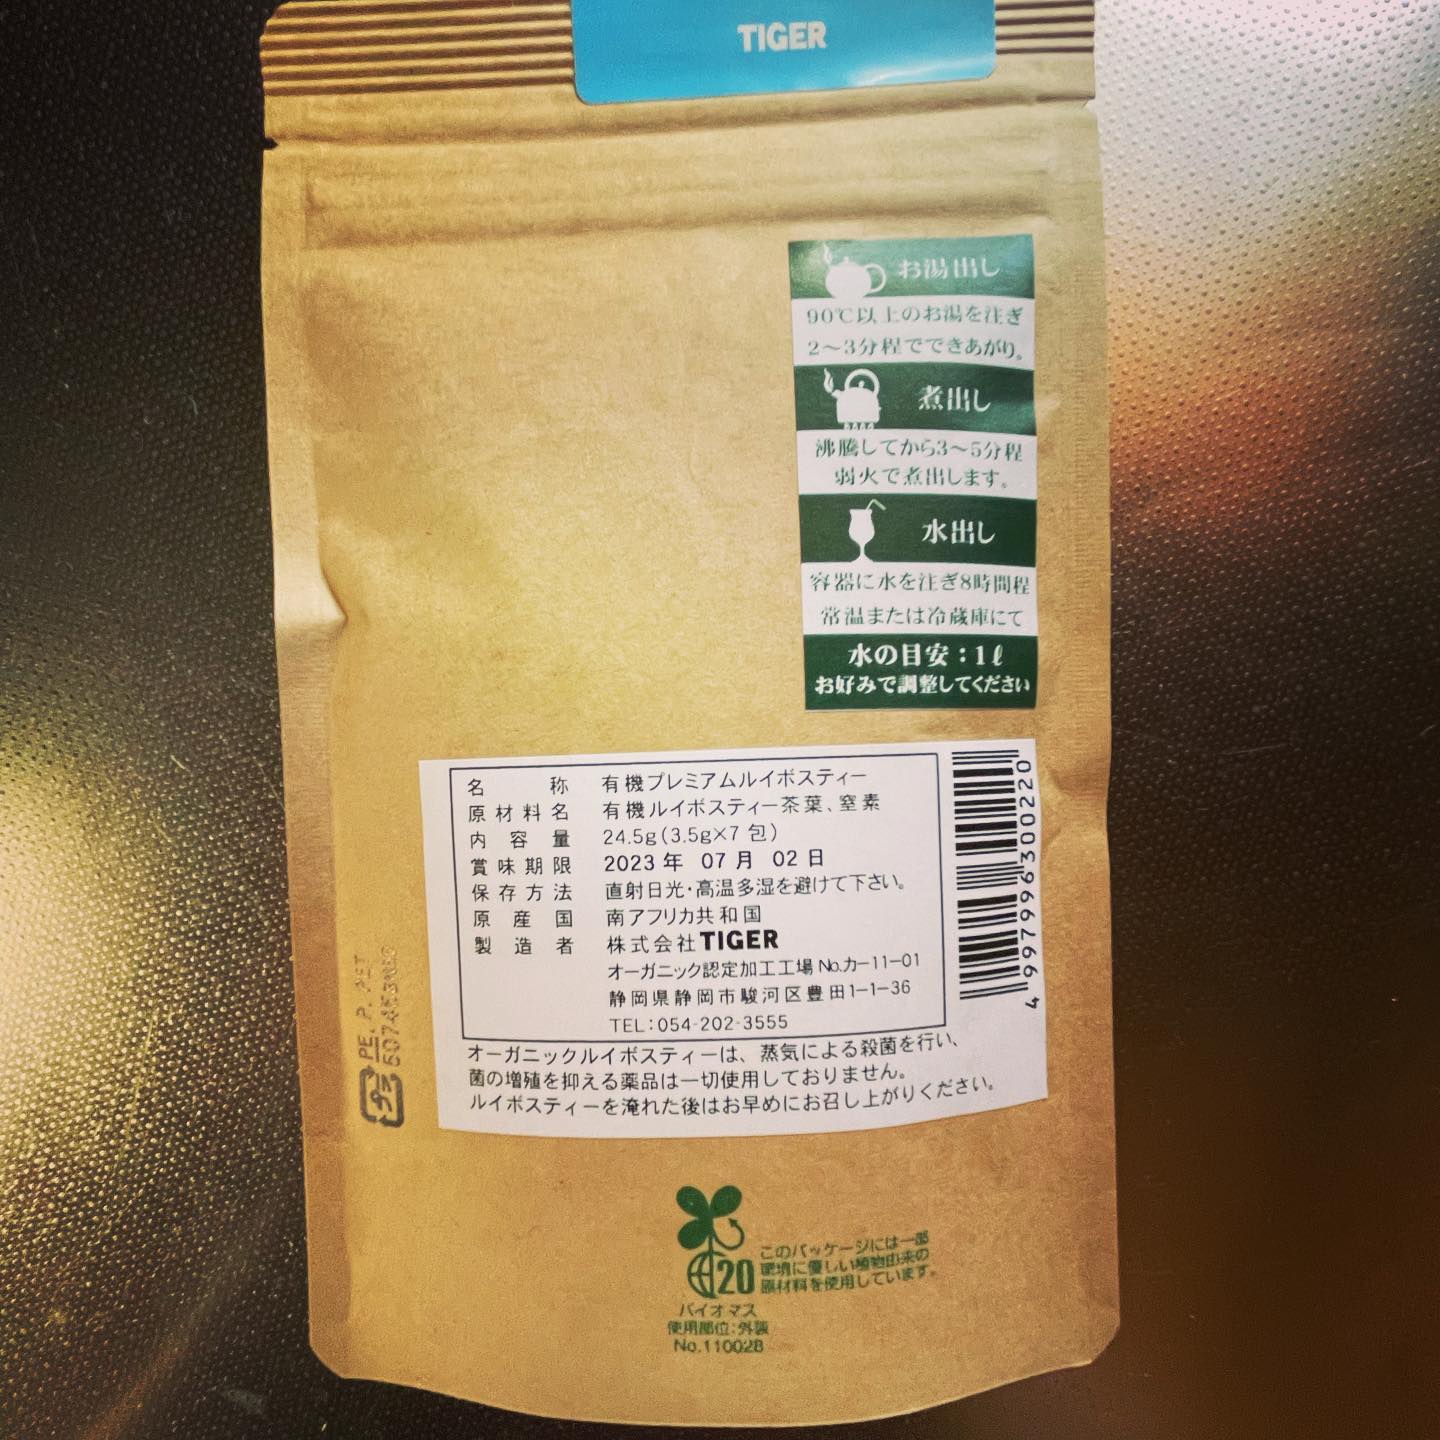 TIGER
お湯出し
90℃以上のお湯を注ぎ
2〜3分程でできあがり。
煮出し
沸騰してから3〜5分程
弱火で煮出します。
水出し
容器に水を注ぎ8時間程
常温または冷蔵庫にて
水の目安:1ℓ
お好みで調整してください
名称 有機プレミアムルイボスティー
原材料名 有機ルイボスティー茶葉、窒素
内容量 24.5g(3.5g×7包)
賞味期限 2023年 07月 02日
保存方法 直射日光・高温多湿を避けて下さい。
原産国 南アフリカ共和国
製造者 株式会社TIGER
オーガニック認定加工工場No.カー11-01
静岡県静岡市駿河区豊田1-1-36
TEL:054-202-3555
4997996300220
オーガニックルイボスティーは、蒸気による殺菌を行い、
菌の増殖を抑える薬品は一切使用しておりません。
ルイボスティーを淹れた後はお早めにお召し上がりください。
プラ
PE, P, PET
20
このパッケージには一部
環境に優しい植物由来の
原材料を使用しています。
バイオマス
使用部位:外装
No.110028